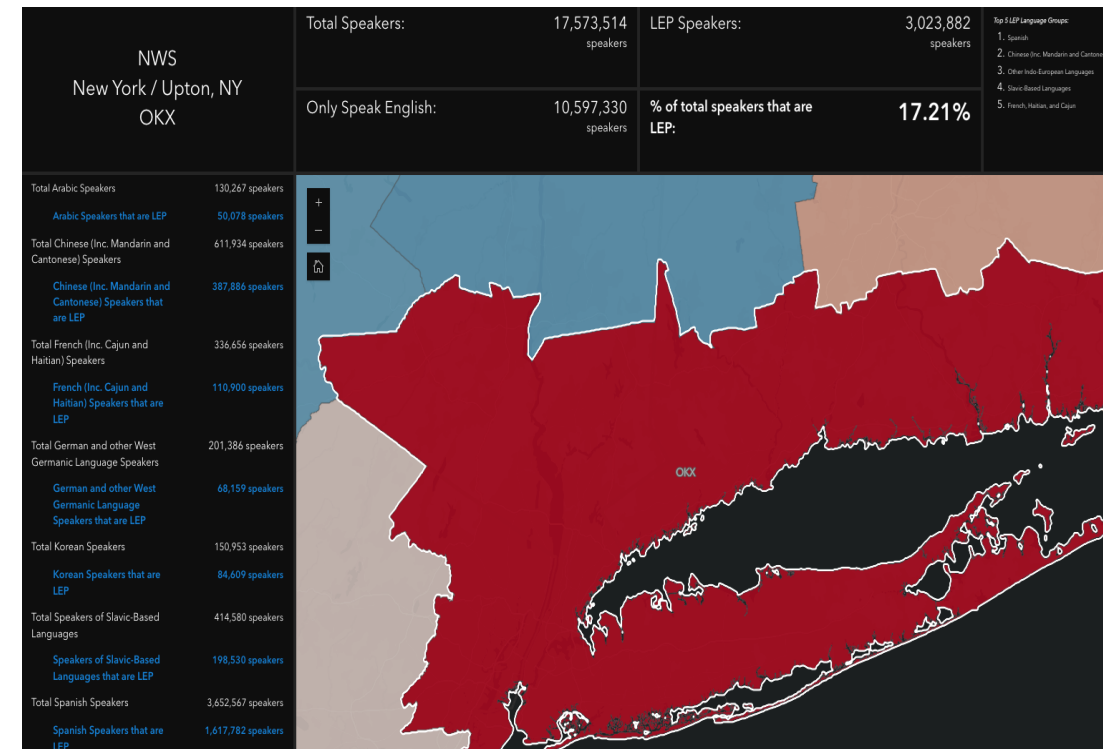 NWS
New York / Upton, NY
OKX
Total Speakers:
17,573,514
speakers
LEP Speakers:
3,023,882
speakers
Only Speak English:
10,597,330
speakers
% of total speakers that are
LEP:
17.21%
Top 5 LEP Language Groups:
1. Spanish
2. Chinese (Inc. Mandarin and Cantone
3. Other Indo-European Languages
4. Slavic-Based Languages
5. French, Haitian, and Cajun
Total Arabic Speakers
130,267 speakers
Arabic Speakers that are LEP
50,078 speakers
Total Chinese (Inc. Mandarin and
Cantonese) Speakers
611,934 speakers
Chinese (Inc. Mandarin and
Cantonese) Speakers that
are LEP
387,886 speakers
Total French (Inc. Cajun and
Haitian) Speakers
336,656 speakers
French (Inc. Cajun and
Haitian) Speakers that are
LEP
110,900 speakers
Total German and other West
Germanic Language Speakers
201,386 speakers
German and other West
Germanic Language
Speakers that are LEP
68,159 speakers
Total Korean Speakers
150,953 speakers
Korean Speakers that are
LEP
84,609 speakers
Total Speakers of Slavic-Based
Languages
414,580 speakers
Speakers of Slavic-Based
Languages that are LEP
198,530 speakers
Total Spanish Speakers
3,652,567 speakers
Spanish Speakers that are
LEP
1,617,782 speakers
+
−
OKX